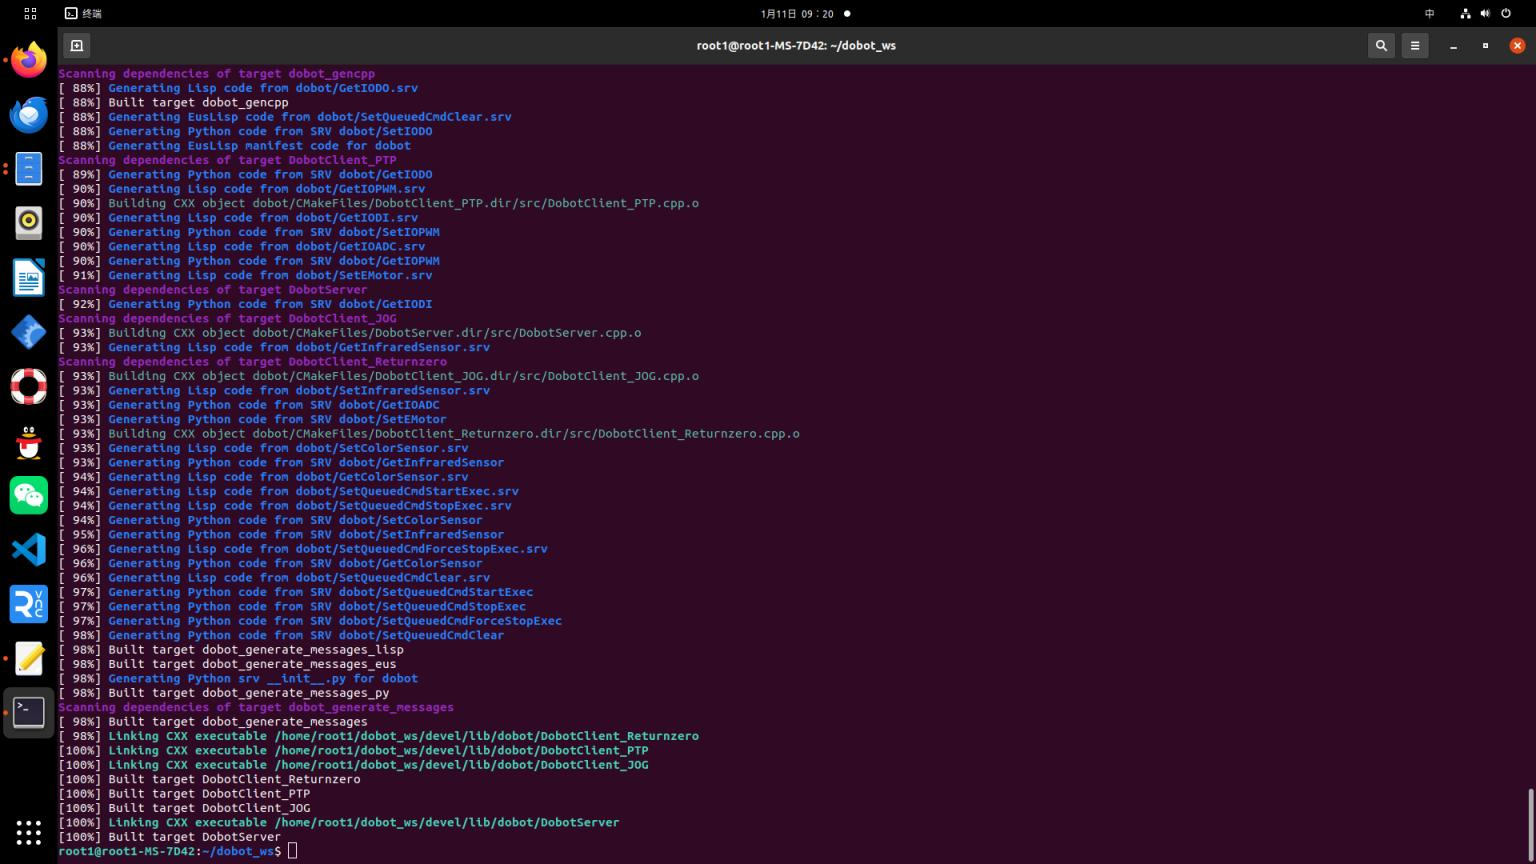 终端
1月11日 09：20
中
root1@root1-MS-7D42: ~/dobot_ws
Scanning dependencies of target dobot_gencpp
[ 88%] Generating Lisp code from dobot/GetIODO.srv
[ 88%] Built target dobot_gencpp
[ 88%] Generating EusLisp code from dobot/SetQueuedCmdClear.srv
[ 88%] Generating Python code from SRV dobot/SetIODO
[ 88%] Generating EusLisp manifest code for dobot
Scanning dependencies of target DobotClient_PTP
[ 89%] Generating Python code from SRV dobot/GetIODO
[ 90%] Generating Lisp code from dobot/GetIOPWM.srv
[ 90%] Building CXX object dobot/CMakeFiles/DobotClient_PTP.dir/src/DobotClient_PTP.cpp.o
[ 90%] Generating Lisp code from dobot/GetIODI.srv
[ 90%] Generating Python code from SRV dobot/SetIOPWM
[ 90%] Generating Lisp code from dobot/GetIOADC.srv
[ 90%] Generating Python code from SRV dobot/GetIOPWM
[ 91%] Generating Lisp code from dobot/SetEMotor.srv
Scanning dependencies of target DobotServer
[ 92%] Generating Python code from SRV dobot/GetIODI
Scanning dependencies of target DobotClient_JOG
[ 93%] Building CXX object dobot/CMakeFiles/DobotServer.dir/src/DobotServer.cpp.o
[ 93%] Generating Lisp code from dobot/GetInfraredSensor.srv
Scanning dependencies of target DobotClient_Returnzero
[ 93%] Building CXX object dobot/CMakeFiles/DobotClient_JOG.dir/src/DobotClient_JOG.cpp.o
[ 93%] Generating Lisp code from dobot/SetInfraredSensor.srv
[ 93%] Generating Python code from SRV dobot/GetIOADC
[ 93%] Generating Python code from SRV dobot/SetEMotor
[ 93%] Building CXX object dobot/CMakeFiles/DobotClient_Returnzero.dir/src/DobotClient_Returnzero.cpp.o
[ 93%] Generating Lisp code from dobot/SetColorSensor.srv
[ 93%] Generating Python code from SRV dobot/GetInfraredSensor
[ 94%] Generating Lisp code from dobot/GetColorSensor.srv
[ 94%] Generating Lisp code from dobot/SetQueuedCmdStartExec.srv
[ 94%] Generating Lisp code from dobot/SetQueuedCmdStopExec.srv
[ 94%] Generating Python code from SRV dobot/SetColorSensor
[ 95%] Generating Python code from SRV dobot/SetInfraredSensor
[ 96%] Generating Lisp code from dobot/SetQueuedCmdForceStopExec.srv
[ 96%] Generating Python code from SRV dobot/GetColorSensor
[ 96%] Generating Lisp code from dobot/SetQueuedCmdClear.srv
[ 97%] Generating Python code from SRV dobot/SetQueuedCmdStartExec
[ 97%] Generating Python code from SRV dobot/SetQueuedCmdStopExec
[ 97%] Generating Python code from SRV dobot/SetQueuedCmdForceStopExec
[ 98%] Generating Python code from SRV dobot/SetQueuedCmdClear
[ 98%] Built target dobot_generate_messages_lisp
[ 98%] Built target dobot_generate_messages_eus
[ 98%] Generating Python srv __init__.py for dobot
[ 98%] Built target dobot_generate_messages_py
Scanning dependencies of target dobot_generate_messages
[ 98%] Built target dobot_generate_messages
[ 98%] Linking CXX executable /home/root1/dobot_ws/devel/lib/dobot/DobotClient_Returnzero
[100%] Linking CXX executable /home/root1/dobot_ws/devel/lib/dobot/DobotClient_PTP
[100%] Linking CXX executable /home/root1/dobot_ws/devel/lib/dobot/DobotClient_JOG
[100%] Built target DobotClient_Returnzero
[100%] Built target DobotClient_PTP
[100%] Built target DobotClient_JOG
[100%] Linking CXX executable /home/root1/dobot_ws/devel/lib/dobot/DobotServer
[100%] Built target DobotServer
root1@root1-MS-7D42:~/dobot_ws$